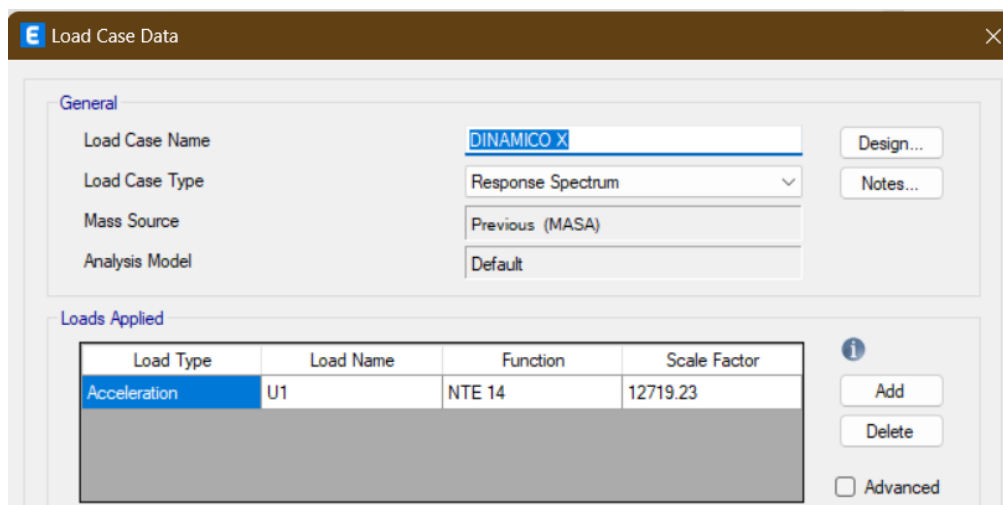 E Load Case Data
General
Load Case Name DINAMICO X Design...
Load Case Type Response Spectrum Notes...
Mass Source Previous (MASA)
Analysis Model Default
Loads Applied
Load Type Load Name Function Scale Factor
Acceleration U1 NTE 14 12719.23 Add
Delete
Advanced